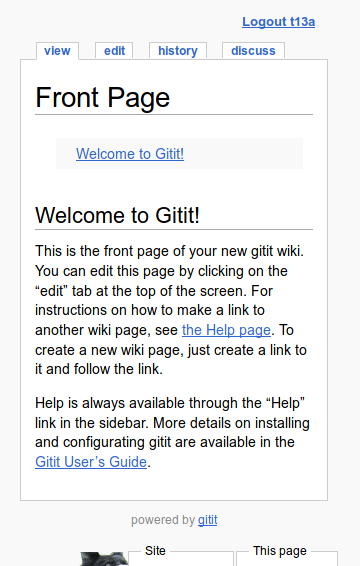 Logout t13a
view edit history discuss
Front Page
Welcome to Gitit!
Welcome to Gitit!
This is the front page of your new gitit wiki.
You can edit this page by clicking on the
“edit” tab at the top of the screen. For
instructions on how to make a link to
another wiki page, see the Help page. To
create a new wiki page, just create a link to
it and follow the link.
Help is always available through the “Help”
link in the sidebar. More details on installing
and configurating gitit are available in the
Gitit User’s Guide.
powered by gitit
Site This page